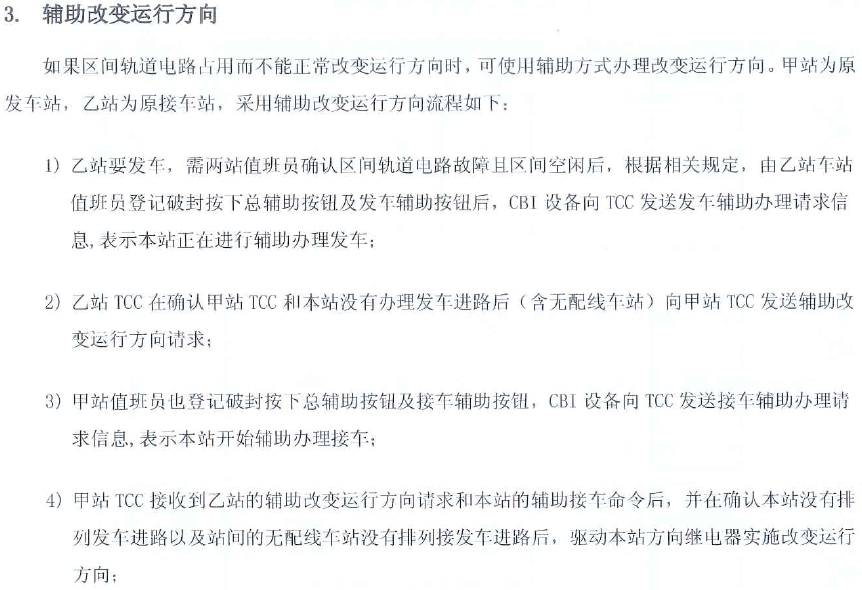 3. 辅助改变运行方向
如果区间轨道电路占用而不能正常改变运行方向时，可使用辅助方式办理改变运行方向。甲站为原
发车站，乙站为原接车站，采用辅助改变运行方向流程如下：
1) 乙站要发车，需两站值班员确认区间轨道电路故障且区间空闲后，根据相关规定，由乙站车站
值班员登记破封按下总辅助按钮及发车辅助按钮后，CBI 设备向 TCC 发送发车辅助办理请求信
息,表示本站正在进行辅助办理发车；
2) 乙站 TCC 在确认甲站 TCC 和本站没有办理发车进路后（含无配线车站）向甲站 TCC 发送辅助改
变运行方向请求；
3) 甲站值班员也登记破封按下总辅助按钮及接车辅助按钮，CBI 设备向 TCC 发送接车辅助办理请
求信息,表示本站开始辅助办理接车；
4) 甲站 TCC 接收到乙站的辅助改变运行方向请求和本站的辅助接车命令后，并在确认本站没有排
列发车进路以及站间的无配线车站没有排列接发车进路后，驱动本站方向继电器实施改变运行
方向；